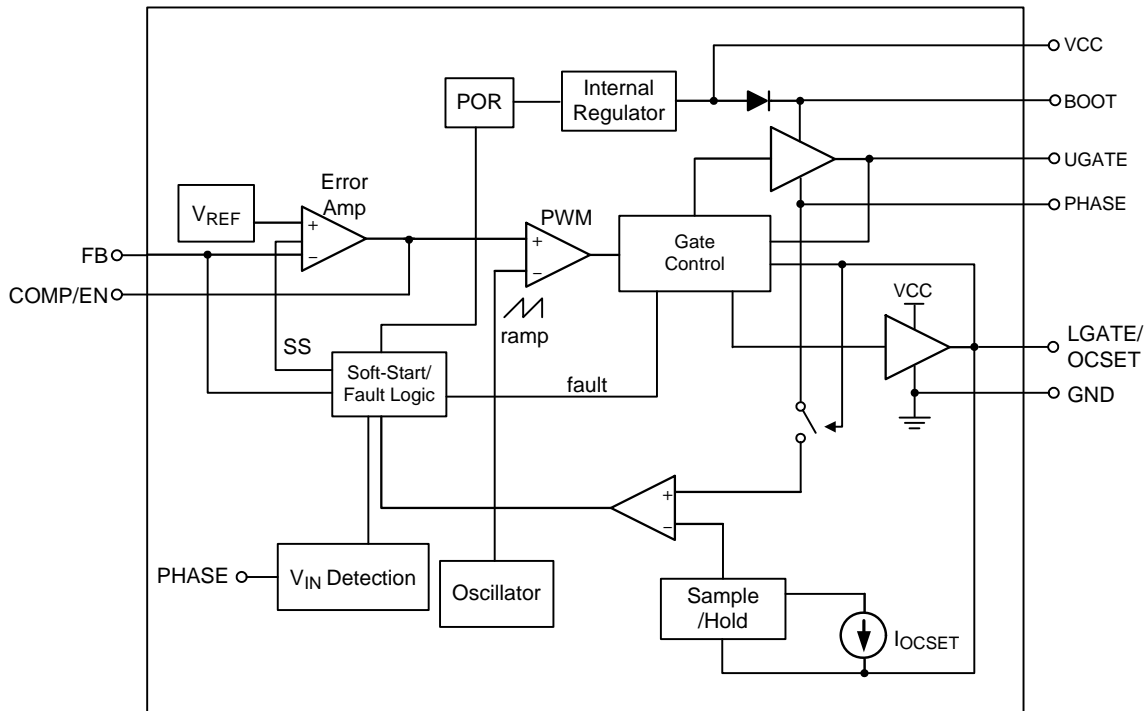 VCC
BOOT
UGATE
PHASE
POR
Internal
Regulator
Error
Amp
VREF
+
−
PWM
+
−
Gate
Control
FB
COMP/EN
SS
ramp
VCC
LGATE/
OCSET
GND
Soft-Start/
Fault Logic
fault
+
−
PHASE
VIN Detection
Oscillator
Sample
/Hold
IOCSET